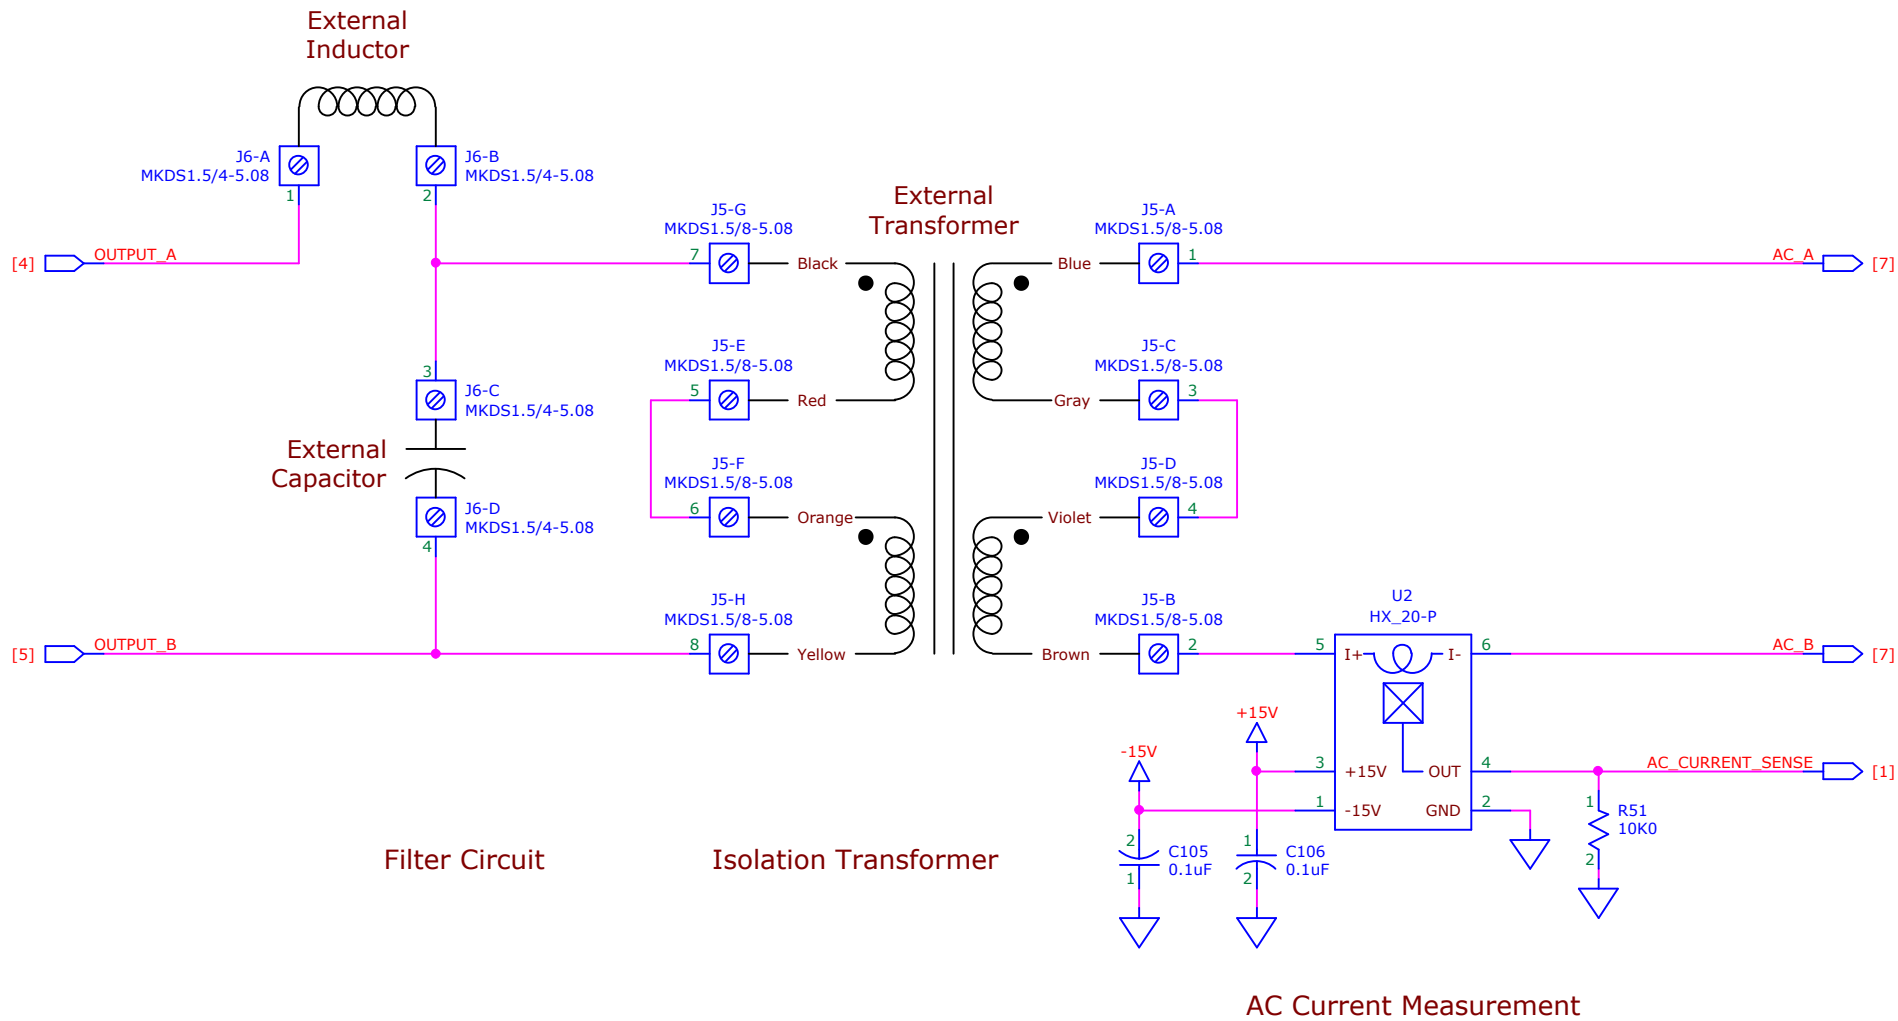 External
Inductor
J6-A
MKDS1.5/4-5.08
1
J6-B
MKDS1.5/4-5.08
2
[4]
OUTPUT_A
J5-G
MKDS1.5/8-5.08
7
Black
External
Transformer
J5-A
MKDS1.5/8-5.08
Blue
1
AC_A
[7]
3
J6-C
MKDS1.5/4-5.08
External
Capacitor
J6-D
MKDS1.5/4-5.08
4
J5-E
MKDS1.5/8-5.08
5
Red
J5-C
MKDS1.5/8-5.08
Gray
3
J5-F
MKDS1.5/8-5.08
6
Orange
J5-D
MKDS1.5/8-5.08
Violet
4
[5]
OUTPUT_B
J5-H
MKDS1.5/8-5.08
8
Yellow
J5-B
MKDS1.5/8-5.08
Brown
2
U2
HX_20-P
5
I+
I-
6
AC_B
[7]
+15V
-15V
3
+15V
OUT
4
AC_CURRENT_SENSE
[1]
1
-15V
GND
2
1
R51
10K0
2
2
C105
0.1uF
1
1
C106
0.1uF
2
Filter Circuit
Isolation Transformer
AC Current Measurement